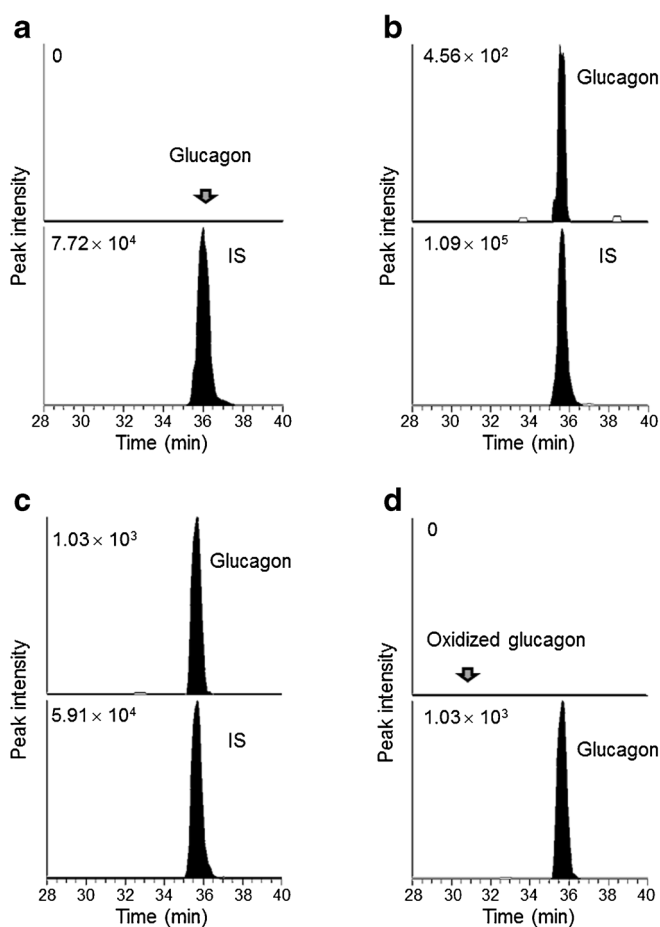 a
0
Glucagon
7.72 × 10⁴
IS
Peak intensity
28 30 32 34 36 38 40
Time (min)
b
4.56 × 10²
Glucagon
1.09 × 10⁵
IS
Peak intensity
28 30 32 34 36 38 40
Time (min)
c
1.03 × 10³
Glucagon
5.91 × 10⁴
IS
Peak intensity
28 30 32 34 36 38 40
Time (min)
d
0
Oxidized glucagon
1.03 × 10³
Glucagon
Peak intensity
28 30 32 34 36 38 40
Time (min)